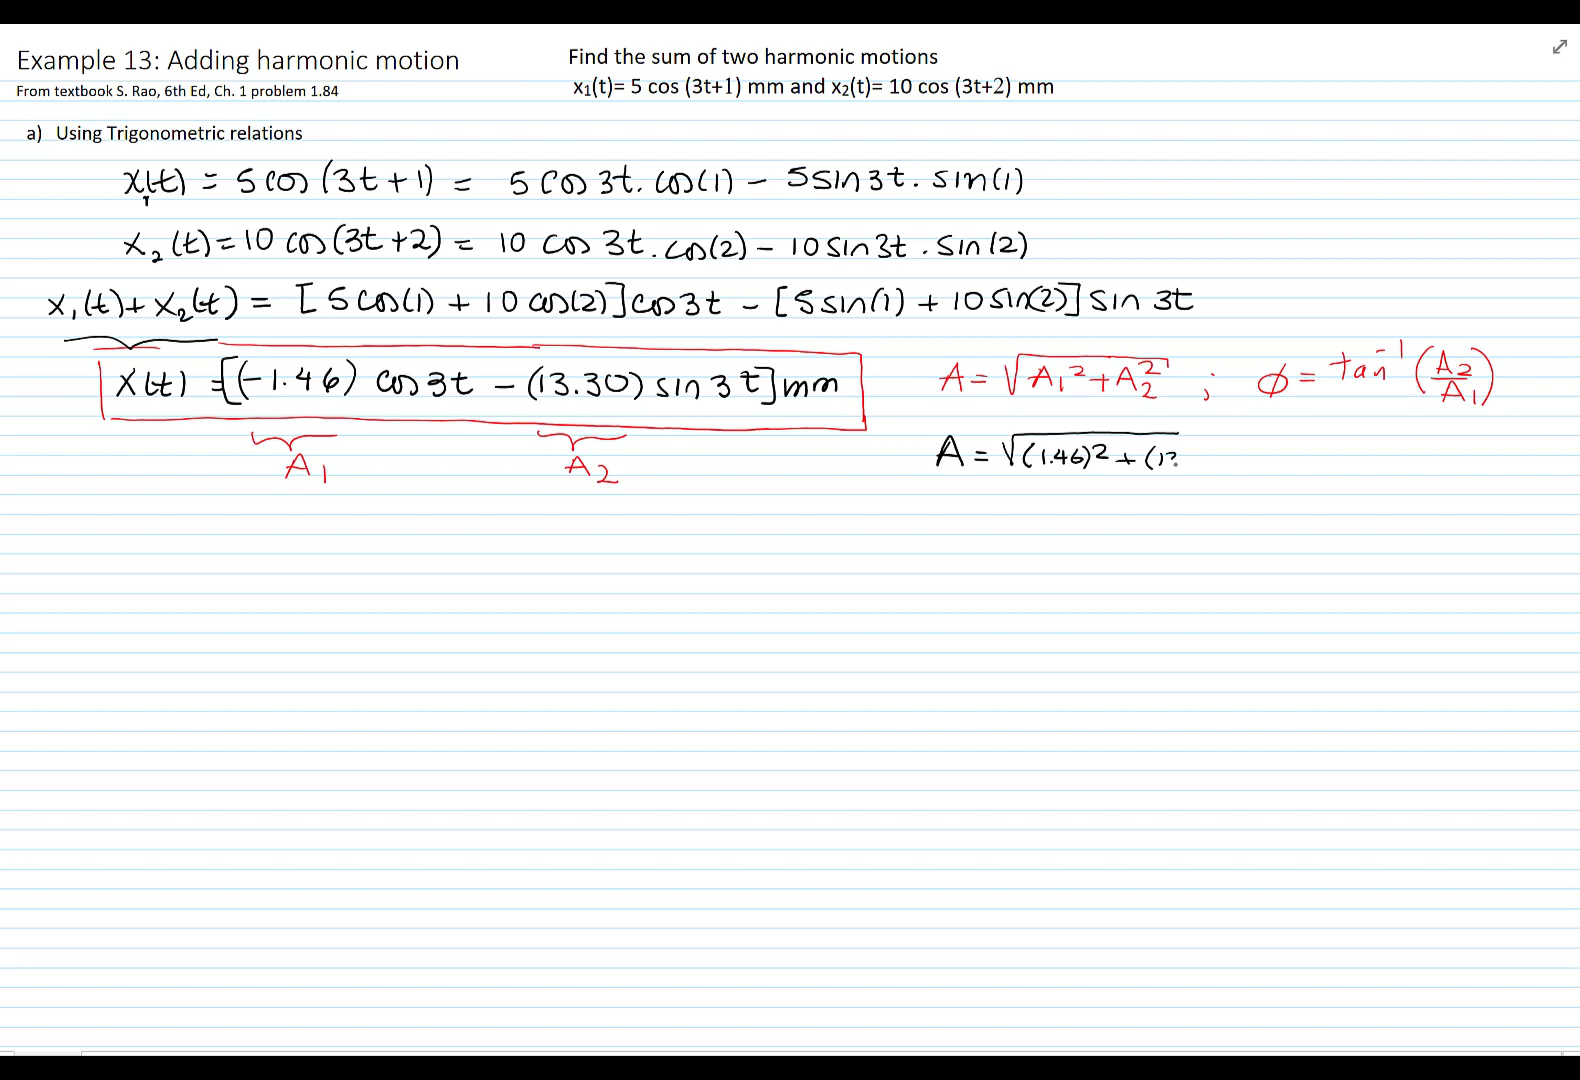 Example 13: Adding harmonic motion
From textbook S. Rao, 6th Ed, Ch. 1 problem 1.84
Find the sum of two harmonic motions
x₁(t)= 5 cos (3t+1) mm and x₂(t)= 10 cos (3t+2) mm
a) Using Trigonometric relations
x₁(t) = 5 cos (3t + 1) = 5 cos 3t. cos(1) - 5 sin 3t . sin(1)
x₂(t) = 10 cos(3t +2) = 10 cos 3t . cos(2) - 10 sin 3t . sin(2)
x₁(t) + x₂(t) = [5 cos(1) + 10 cos(2)] cos 3t - [5 sin(1) + 10 sin(2)] sin 3t
x(t) = [(-1.46) cos 3t - (13.30) sin 3t] mm
A₁ A₂
A = √A₁² + A₂² ; φ = tan⁻¹ (A₂/A₁)
A = √(1.46)² + (13